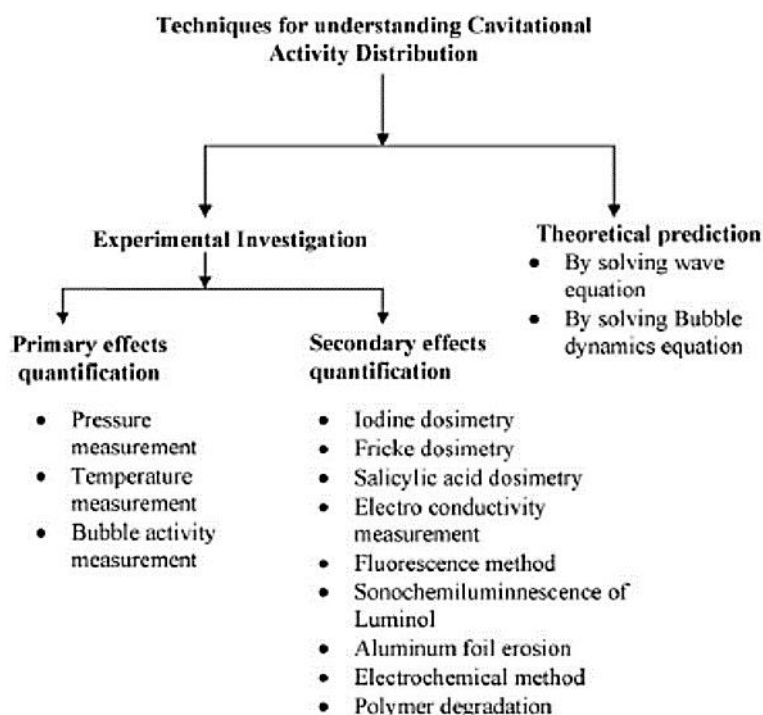 Techniques for understanding Cavitational
Activity Distribution
Experimental Investigation
Theoretical prediction
• By solving wave
equation
• By solving Bubble
dynamics equation
Primary effects
quantification
• Pressure
measurement
• Temperature
measurement
• Bubble activity
measurement
Secondary effects
quantification
• Iodine dosimetry
• Fricke dosimetry
• Salicylic acid dosimetry
• Electro conductivity
measurement
• Fluorescence method
• Sonochemiluminnescence of
Luminol
• Aluminum foil erosion
• Electrochemical method
• Polymer degradation